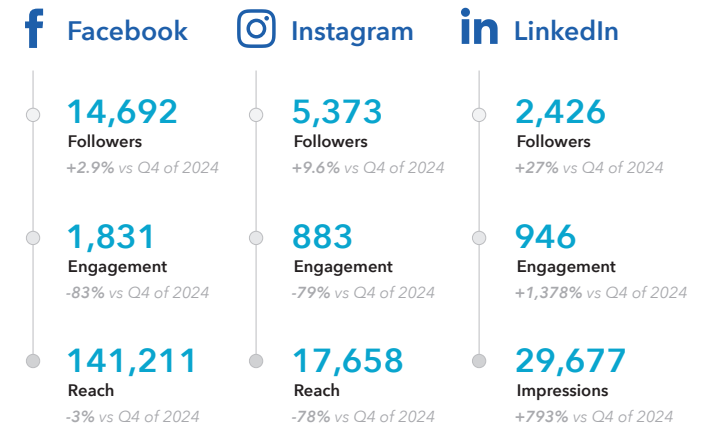 Facebook
14,692
Followers
+2.9% vs Q4 of 2024
1,831
Engagement
-83% vs Q4 of 2024
141,211
Reach
-3% vs Q4 of 2024
Instagram
5,373
Followers
+9.6% vs Q4 of 2024
883
Engagement
-79% vs Q4 of 2024
17,658
Reach
-78% vs Q4 of 2024
in LinkedIn
2,426
Followers
+27% vs Q4 of 2024
946
Engagement
+1,378% vs Q4 of 2024
29,677
Impressions
+793% vs Q4 of 2024